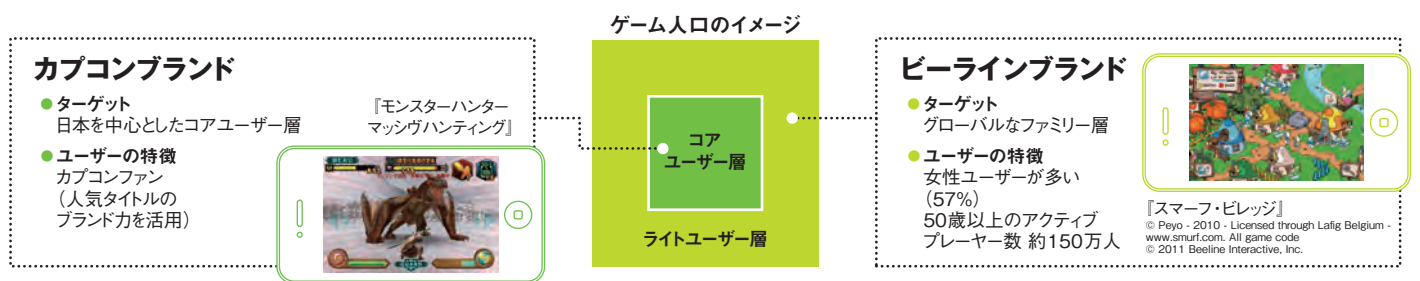 ゲーム人口のイメージ
カプコンブランド
●ターゲット
日本を中心としたコアユーザー層
●ユーザーの特徴
カプコンファン
(人気タイトルの
ブランド力を活用)
『モンスターハンター
マッシヴハンティング』
コア
ユーザー層
ライトユーザー層
ビーラインブランド
●ターゲット
グローバルなファミリー層
●ユーザーの特徴
女性ユーザーが多い
(57%)
50歳以上のアクティブ
プレーヤー数 約150万人
『スマーフ・ビレッジ』
© Peyo - 2010 - Licensed through Lafig Belgium -
www.smurf.com. All game code
© 2011 Beeline Interactive, Inc.